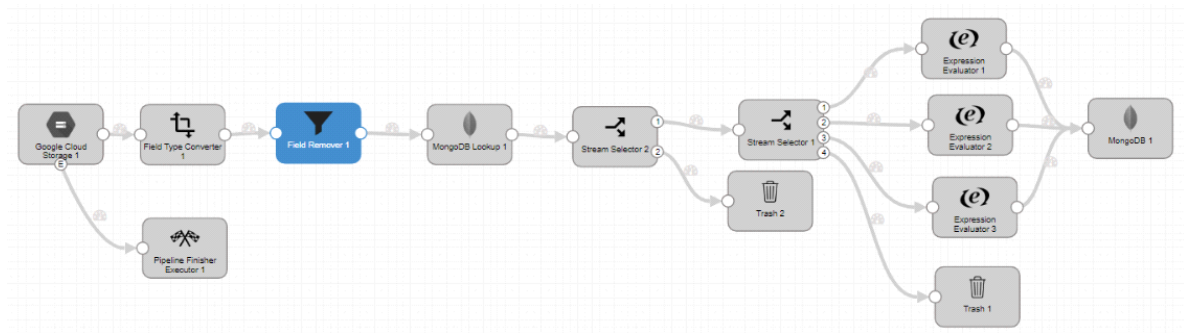 Google Cloud
Storage 1
E
Field Type Converter
1
Field Remover 1
MongoDB Lookup 1
Stream Selector 2
1
2
Stream Selector 1
1
2
3
4
Expression
Evaluator 1
Expression
Evaluator 2
Expression
Evaluator 3
MongoDB 1
Trash 2
Trash 1
Pipeline Finisher
Executor 1